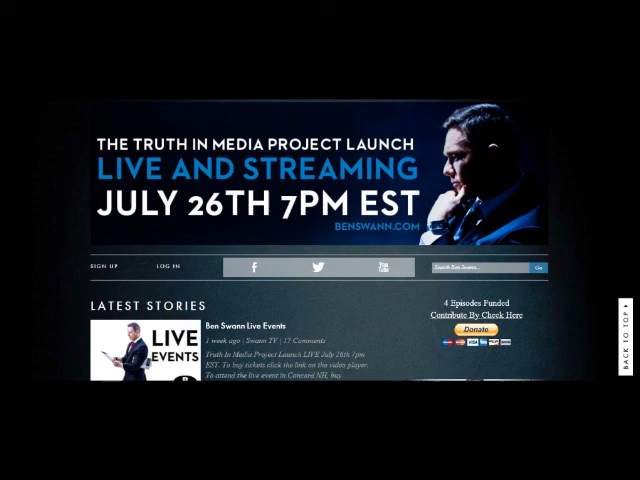 THE TRUTH IN MEDIA PROJECT LAUNCH
LIVE AND STREAMING
JULY 26TH 7PM EST
BENSWANN.COM
SIGN UP
LOG IN
You
Tube
Search Ben Swann...
Go
LATEST STORIES
LIVE
EVENTS
Ben Swann Live Events
1 week ago | Swann TV | 17 Comments
Truth In Media Project Launch LIVE July 26th 7pm
EST. To buy tickets click the link on the video player.
To attend the live event in Concord NH, buy
4 Episodes Funded
Contribute By Check Here
Donate
BACK TO TOP